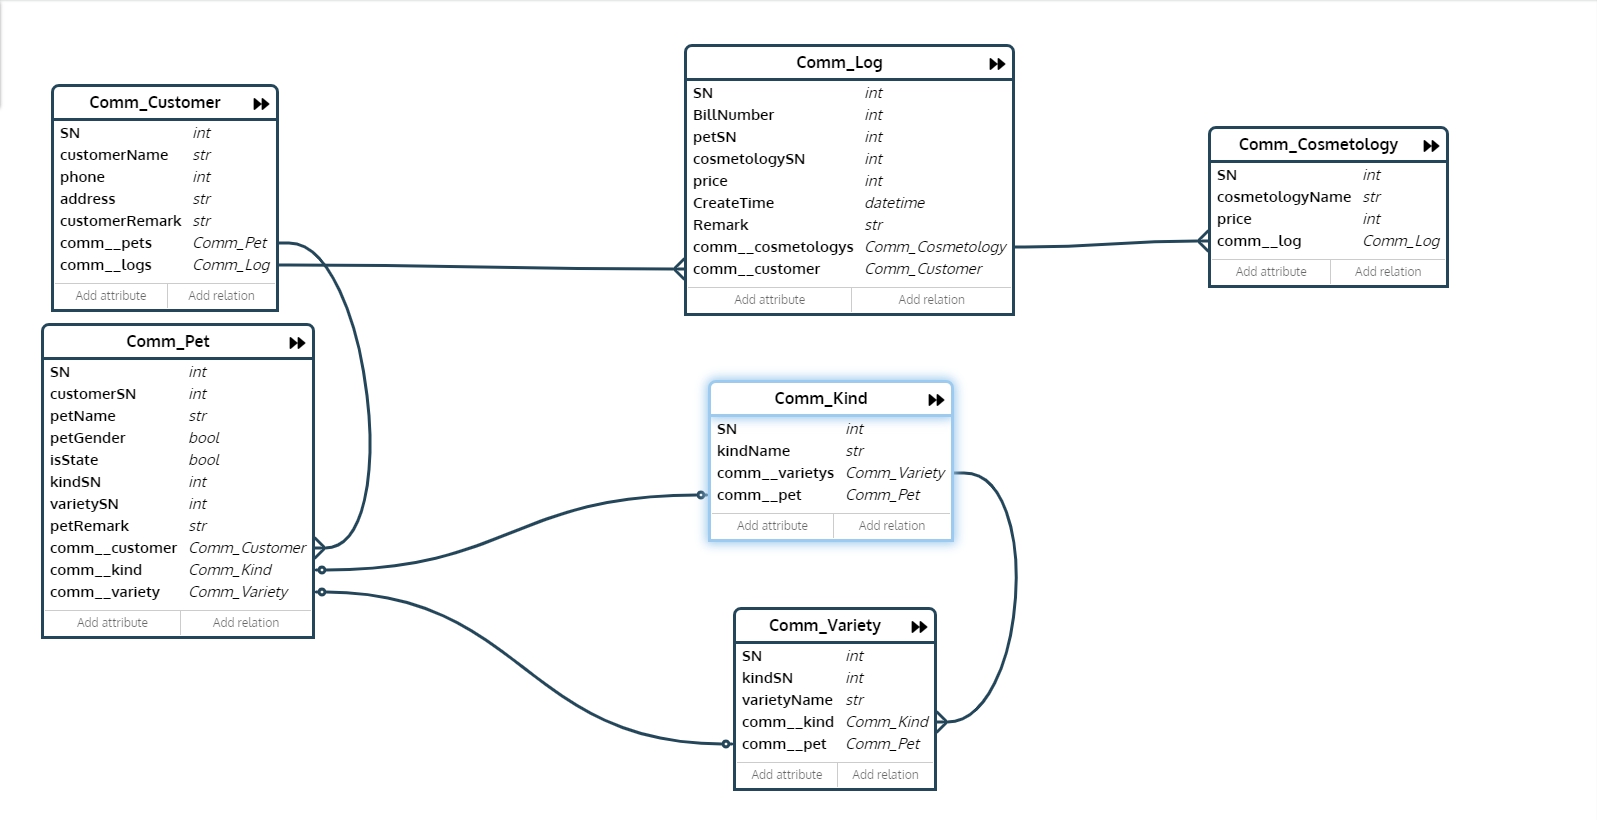 Comm_Customer
SN int
customerName str
phone int
address str
customerRemark str
comm__pets Comm_Pet
comm__logs Comm_Log
Add attribute Add relation
Comm_Log
SN int
BillNumber int
petSN int
cosmetologySN int
price int
CreateTime datetime
Remark str
comm__cosmetologys Comm_Cosmetology
comm__customer Comm_Customer
Add attribute Add relation
Comm_Cosmetology
SN int
cosmetologyName str
price int
comm__log Comm_Log
Add attribute Add relation
Comm_Pet
SN int
customerSN int
petName str
petGender bool
isState bool
kindSN int
varietySN int
petRemark str
comm__customer Comm_Customer
comm__kind Comm_Kind
comm__variety Comm_Variety
Add attribute Add relation
Comm_Kind
SN int
kindName str
comm__varietys Comm_Variety
comm__pet Comm_Pet
Add attribute Add relation
Comm_Variety
SN int
kindSN int
varietyName str
comm__kind Comm_Kind
comm__pet Comm_Pet
Add attribute Add relation